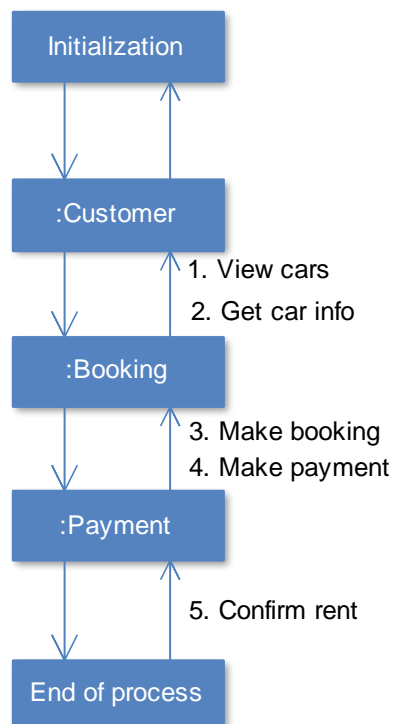 Initialization
:Customer
1. View cars
2. Get car info
:Booking
3. Make booking
4. Make payment
:Payment
5. Confirm rent
End of process